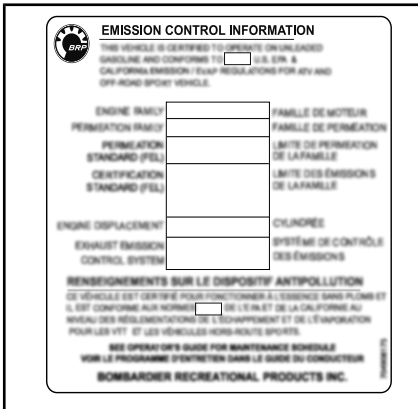 BRP
EMISSION CONTROL INFORMATION
THIS VEHICLE IS CERTIFIED TO OPERATE ON UNLEADED
GASOLINE AND CONFORMS TO U.S. EPA &
CALIFORNIA EMISSION / EVAP REGULATIONS FOR ATV AND
OFF-ROAD SPORT VEHICLE.
ENGINE FAMILY FAMILLE DE MOTEUR
PERMEATION FAMILY FAMILLE DE PERMÉATION
PERMEATION LIMITE DE PERMEATION
STANDARD (FEL) DE LA FAMILLE
CERTIFICATION LIMITE DES ÉMISSIONS
STANDARD (FEL) DE LA FAMILLE
ENGINE DISPLACEMENT CYLINDRÉE
EXHAUST EMISSION SYSTÈME DE CONTRÔLE
CONTROL SYSTEM DES ÉMISSIONS
RENSEIGNEMENTS SUR LE DISPOSITIF ANTIPOLLUTION
CE VÉHICULE EST CERTIFIÉ POUR FONCTIONNER À L'ESSENCE SANS PLOMB ET
IL EST CONFORME AUX NORMES DE L'EPA ET DE LA CALIFORNIE AU
NIVEAU DES RÉGLEMENTATIONS DE L'ÉCHAPPEMENT ET DE L'ÉVAPORATION
POUR LES VTT ET LES VÉHICULES HORS-ROUTE SPORTS.
SEE OPERATOR'S GUIDE FOR MAINTENANCE SCHEDULE
VOIR LE PROGRAMME D'ENTRETIEN DANS LE GUIDE DU CONDUCTEUR
BOMBARDIER RECREATIONAL PRODUCTS INC.